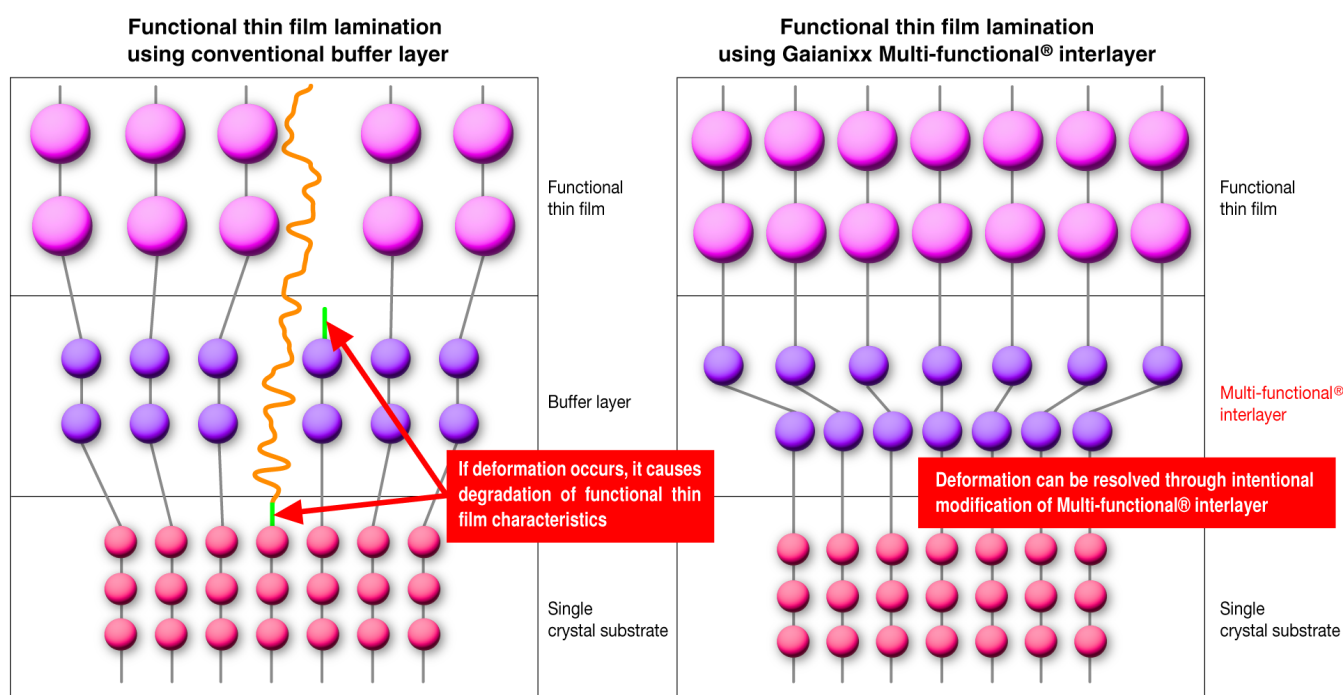 Functional thin film lamination
using conventional buffer layer
Functional
thin film
Buffer layer
If deformation occurs, it causes
degradation of functional thin
film characteristics
Single
crystal substrate
Functional thin film lamination
using Gaianixx Multi-functional® interlayer
Functional
thin film
Multi-functional®
interlayer
Deformation can be resolved through intentional
modification of Multi-functional® interlayer
Single
crystal substrate